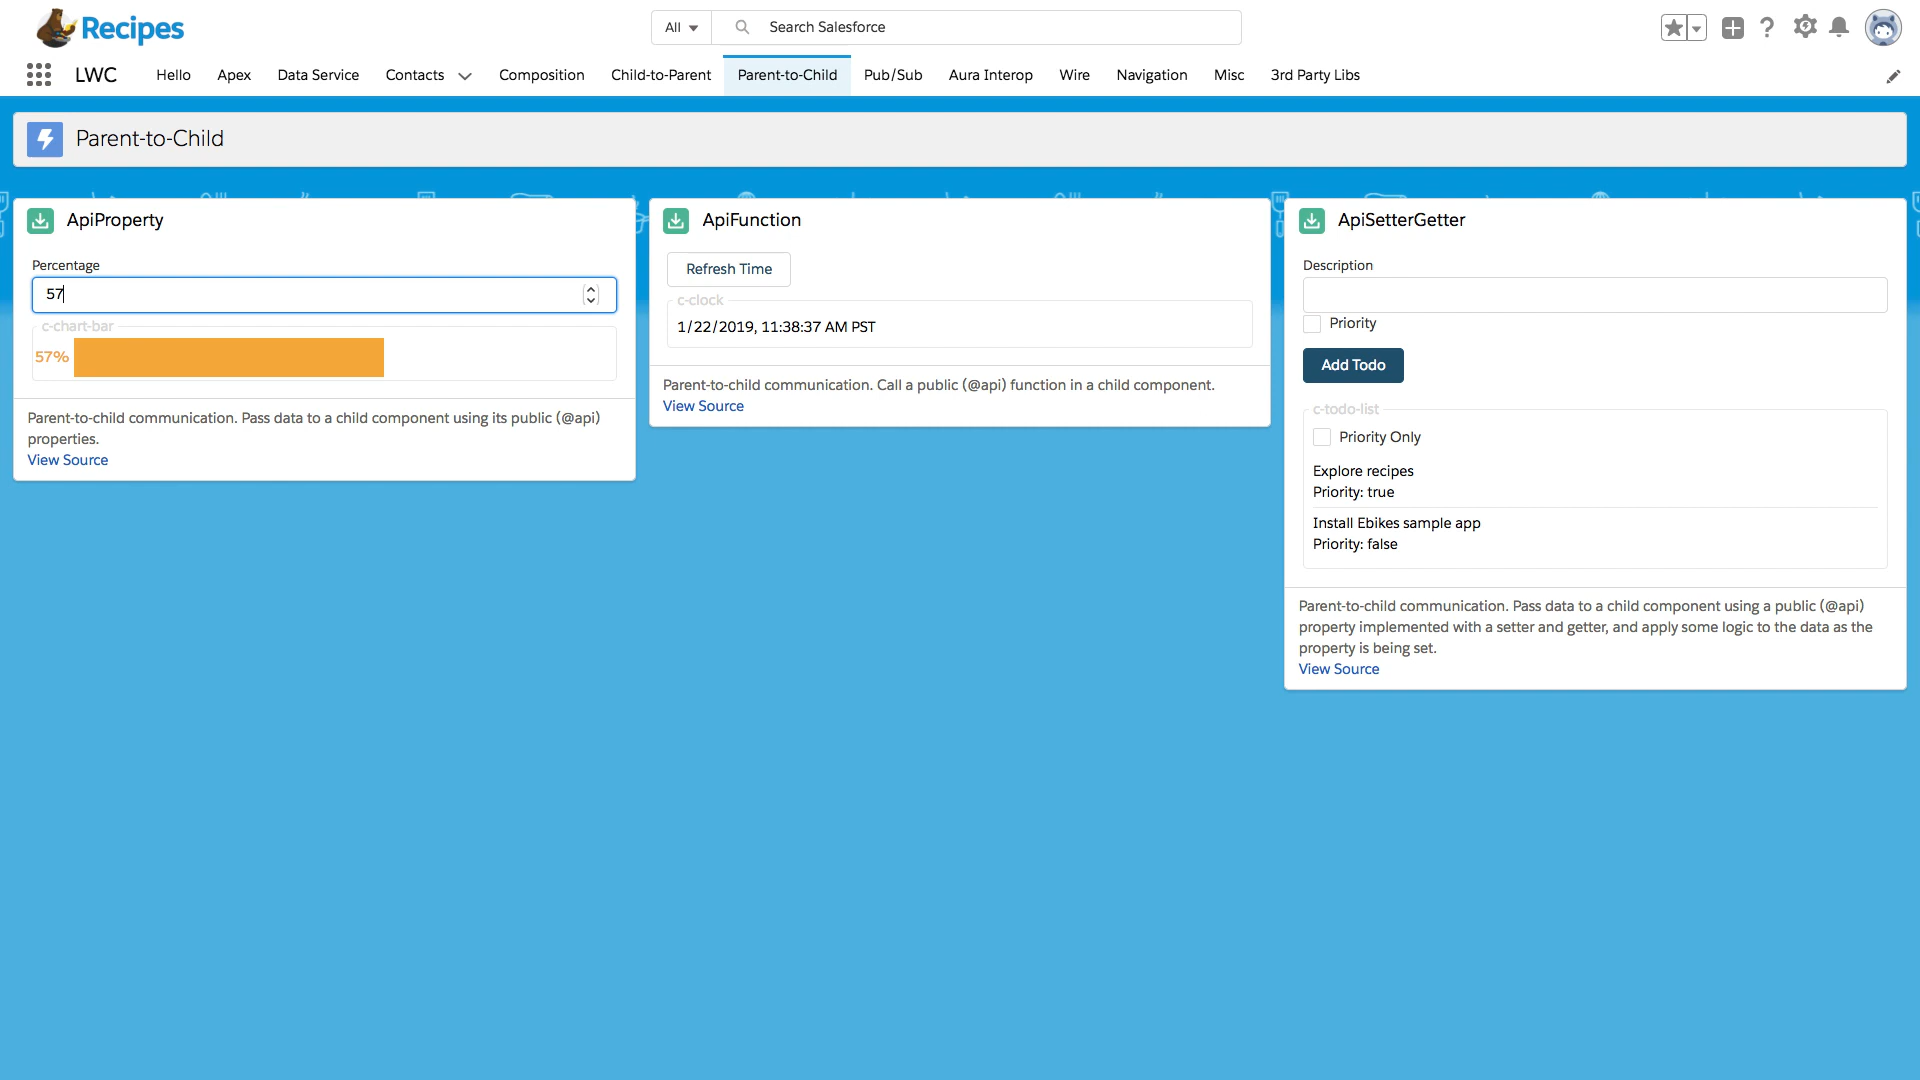 Recipes
All
Search Salesforce
LWC
Hello
Apex
Data Service
Contacts
Composition
Child-to-Parent
Parent-to-Child
Pub/Sub
Aura Interop
Wire
Navigation
Misc
3rd Party Libs
Parent-to-Child
ApiProperty
Percentage
57
c-chart-bar
57%
Parent-to-child communication. Pass data to a child component using its public (@api)
properties.
View Source
ApiFunction
Refresh Time
c-clock
1/22/2019, 11:38:37 AM PST
Parent-to-child communication. Call a public (@api) function in a child component.
View Source
ApiSetterGetter
Description
Priority
Add Todo
c-todo-list
Priority Only
Explore recipes
Priority: true
Install Ebikes sample app
Priority: false
Parent-to-child communication. Pass data to a child component using a public (@api)
property implemented with a setter and getter, and apply some logic to the data as the
property is being set.
View Source